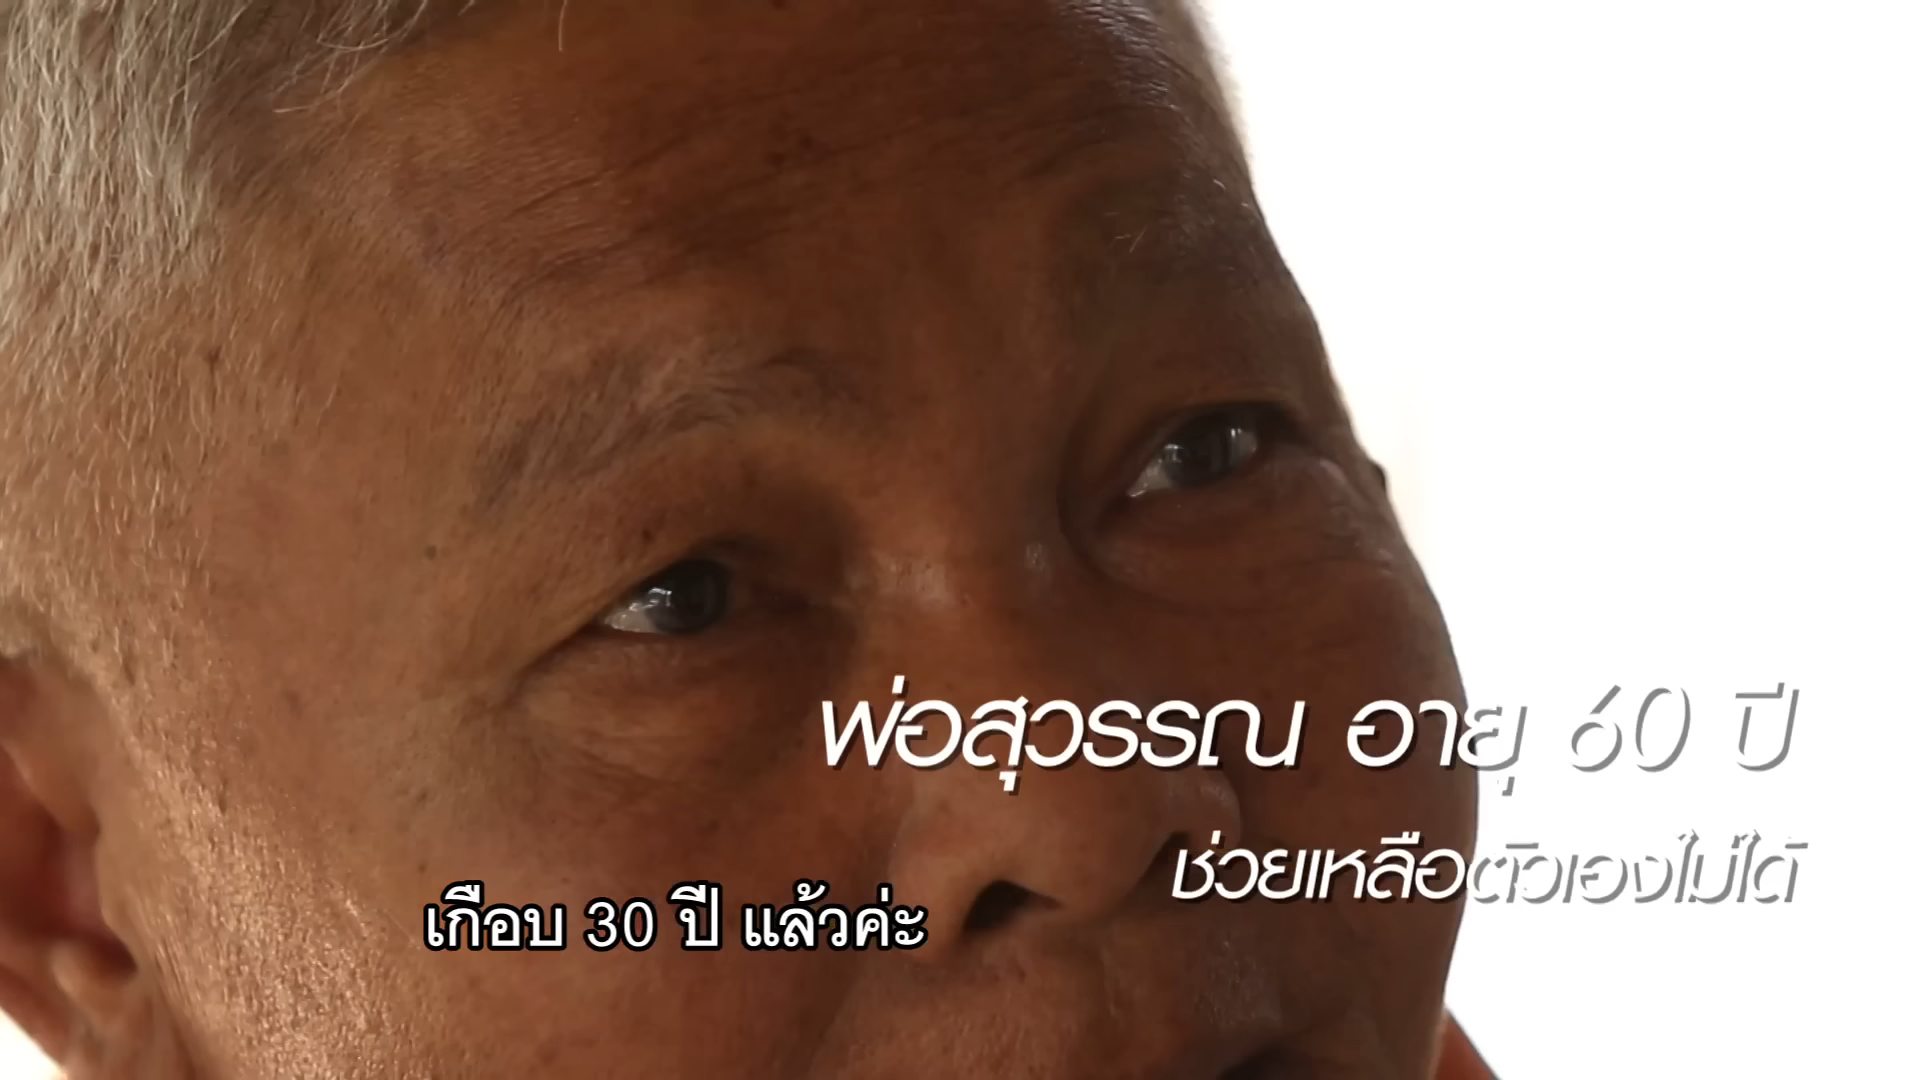 พ่อสุวรรณ อายุ 60 ปี
ช่วยเหลือตัวเองไม่ได้
เกือบ 30 ปี แล้วค่ะ